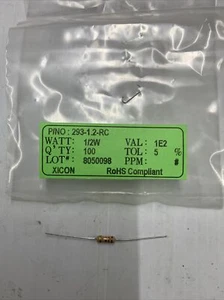 P/NO : 293-1.2-RC
WATT: 1/2W VAL: 1E2
Q'TY: 100 TOL: 5 %
LOT#: 8050098 PPM: #
XICON RoHS Compliant